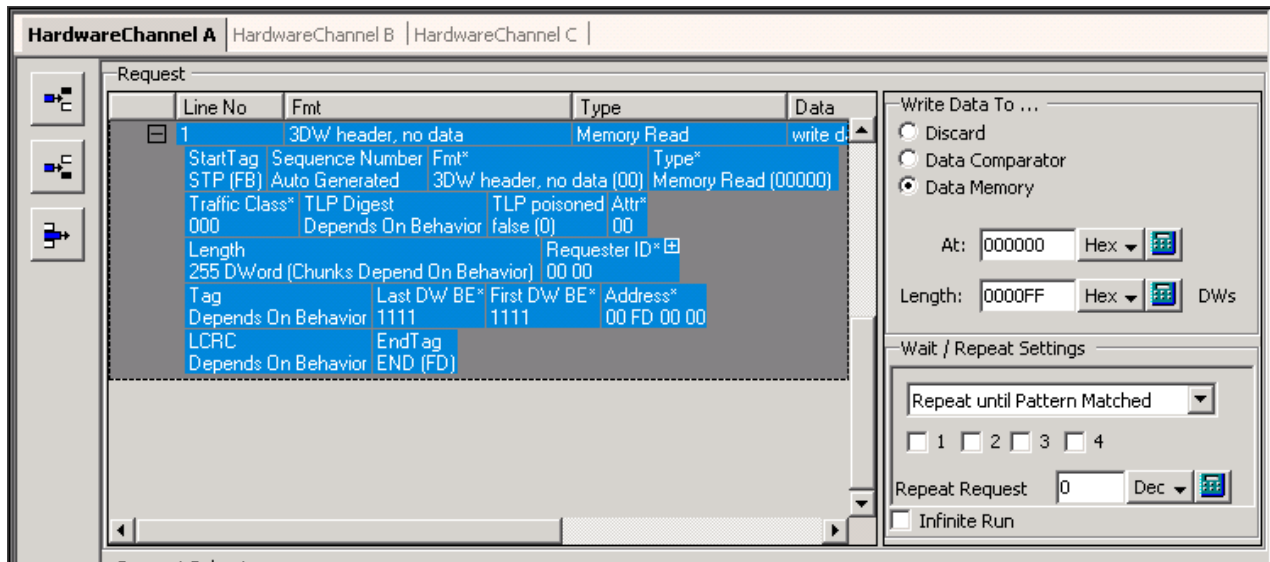 HardwareChannel A HardwareChannel B HardwareChannel C
Request
Line No Fmt Type Data
1 3DW header, no data Memory Read write
StartTag Sequence Number Fmt* Type*
STP (FB) Auto Generated 3DW header, no data (00) Memory Read (00000)
Traffic Class* TLP Digest TLP poisoned Attr*
000 Depends On Behavior false (0) 00
Length Requester ID*
255 DWord (Chunks Depend On Behavior) 00 00
Tag Last DW BE* First DW BE* Address*
Depends On Behavior 1111 1111 00 FD 00 00
LCRC EndTag
Depends On Behavior END (FD)
Write Data To ...
Discard
Data Comparator
Data Memory
At: 000000 Hex
Length: 0000FF Hex DWs
Wait / Repeat Settings
Repeat until Pattern Matched
1 2 3 4
Repeat Request 0 Dec
Infinite Run